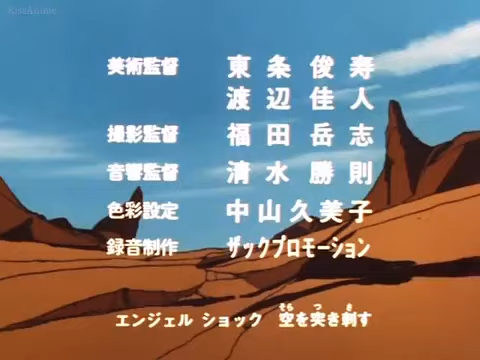 KissAnime
美術監督 東条俊寿
渡辺佳人
撮影監督 福田岳志
音響監督 清水勝則
色彩設定 中山久美子
録音制作 ザックプロモーション
エンジェル ショック 空を突き刺す